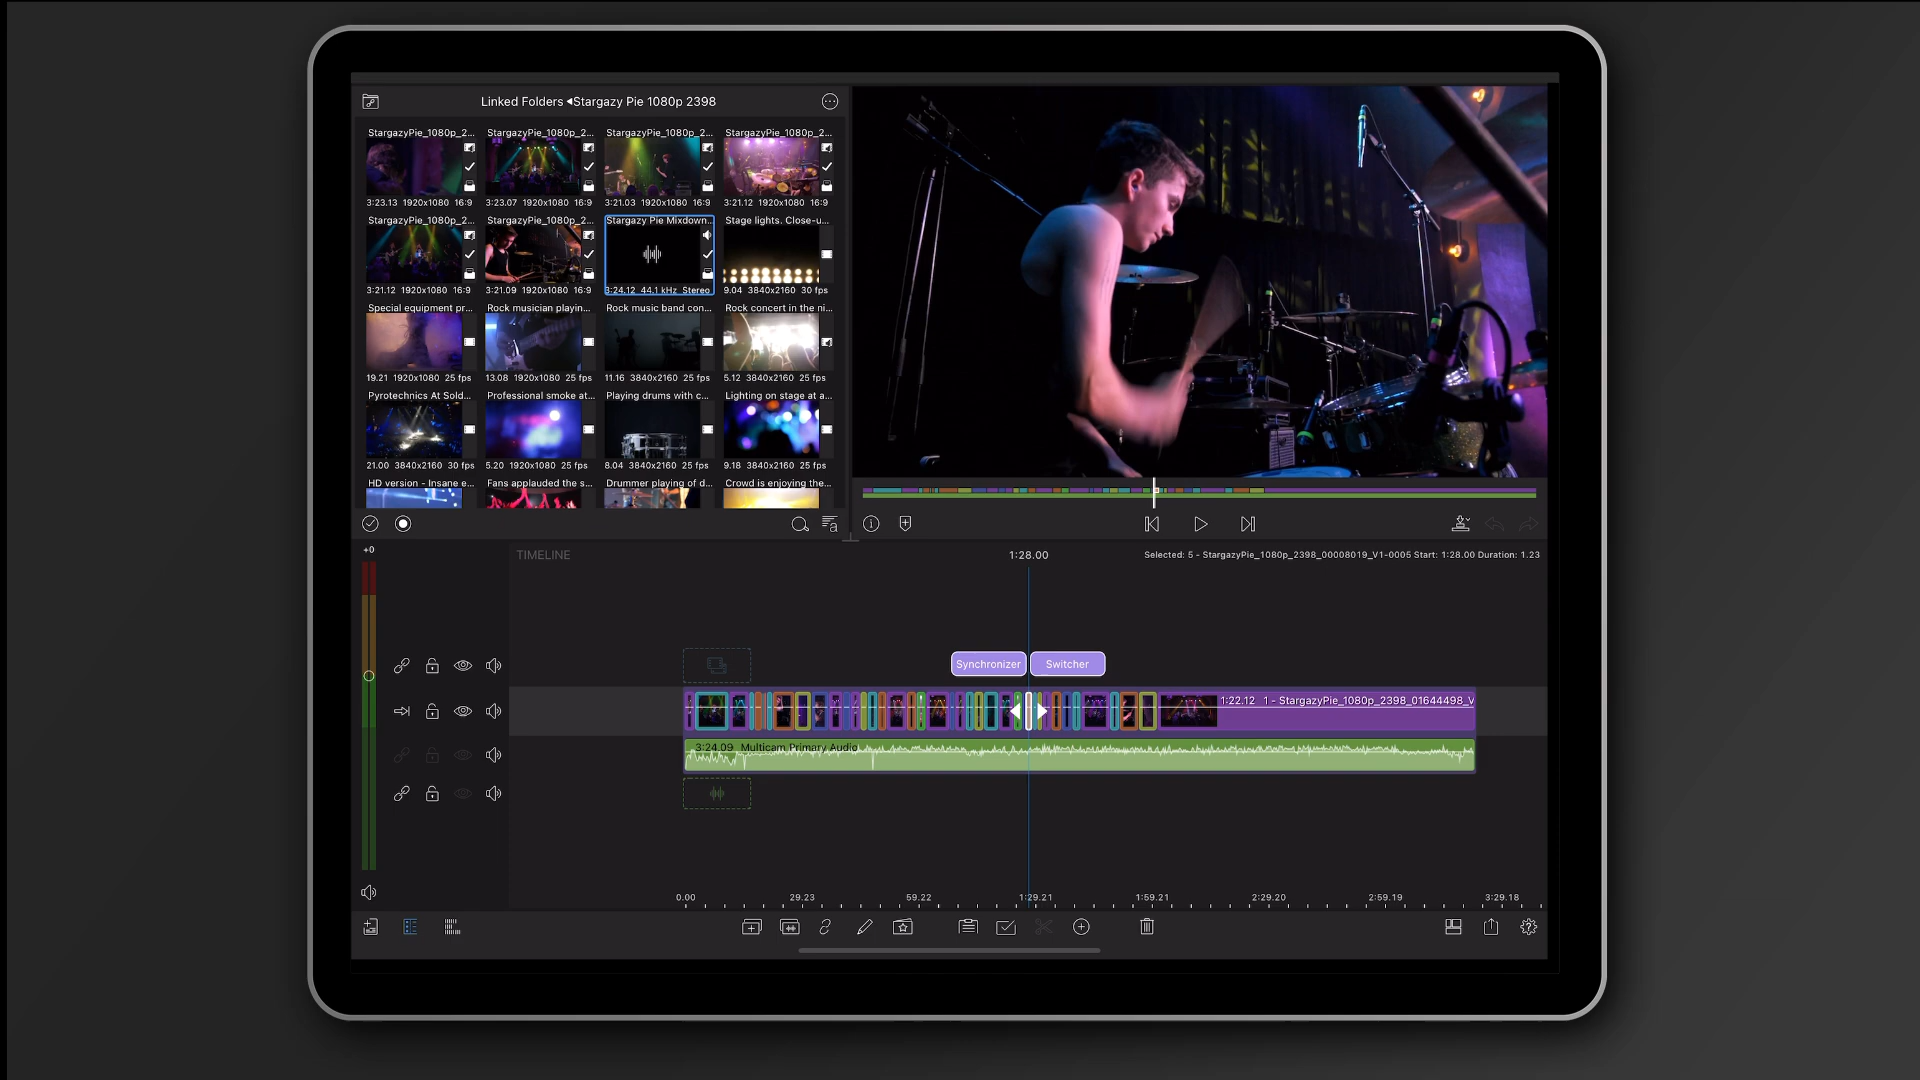 Linked Folders ◂Stargazy Pie 1080p 2398
StargazyPie_1080p_2... StargazyPie_1080p_2... StargazyPie_1080p_2... StargazyPie_1080p_2...
3:23.13 1920x1080 16:9 3:23.07 1920x1080 16:9 3:21.03 1920x1080 16:9 3:21.12 1920x1080 16:9
StargazyPie_1080p_2... StargazyPie_1080p_2... Stargazy Pie Mixdown... Stage lights. Close-u...
3:21.12 1920x1080 16:9 3:21.09 1920x1080 16:9 3:24.12 44.1 kHz Stereo 9.04 3840x2160 30 fps
Special equipment pr... Rock musician playin... Rock music band con... Rock concert in the ni...
19.21 1920x1080 25 fps 13.08 1920x1080 25 fps 11.16 3840x2160 25 fps 5.12 3840x2160 25 fps
Pyrotechnics At Sold... Professional smoke at... Playing drums with c... Lighting on stage at a...
21.00 3840x2160 30 fps 5.20 1920x1080 25 fps 8.04 3840x2160 25 fps 9.18 3840x2160 25 fps
HD version - Insane e... Fans applauded the s... Drummer playing of d... Crowd is enjoying the...
+0
TIMELINE
1:28.00
Selected: 5 - StargazyPie_1080p_2398_00008019_V1-0005 Start: 1:28.00 Duration: 1.23
Synchronizer
Switcher
1:22.12 1 - StargazyPie_1080p_2398_01644498_V
3:24.09 Multicam Primary Audio
0.00 29.23 59.22 1:29.21 1:59.21 2:29.20 2:59.19 3:29.18